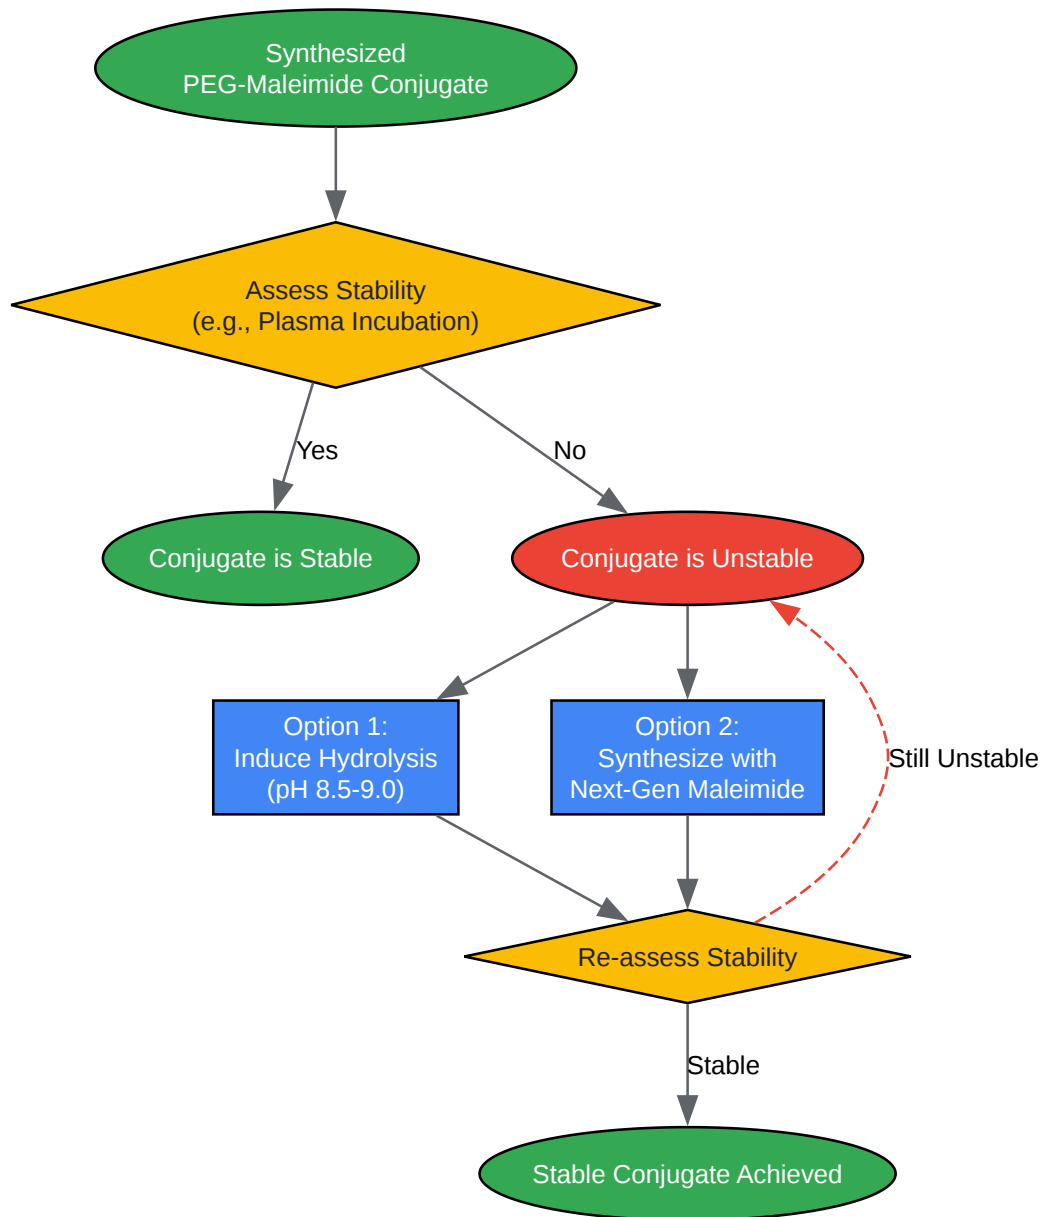 Synthesized
PEG-Maleimide Conjugate
Assess Stability
(e.g., Plasma Incubation)
Yes
No
Conjugate is Stable
Conjugate is Unstable
Option 1:
Induce Hydrolysis
(pH 8.5-9.0)
Option 2:
Synthesize with
Next-Gen Maleimide
Still Unstable
Re-assess Stability
Stable
Stable Conjugate Achieved